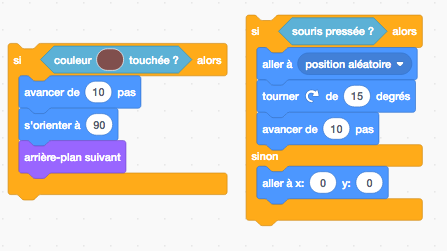 si couleur touchée ? alors
avancer de 10 pas
s'orienter à 90
arrière-plan suivant
si souris pressée ? alors
aller à position aléatoire
tourner de 15 degrés
avancer de 10 pas
sinon
aller à x: 0 y: 0